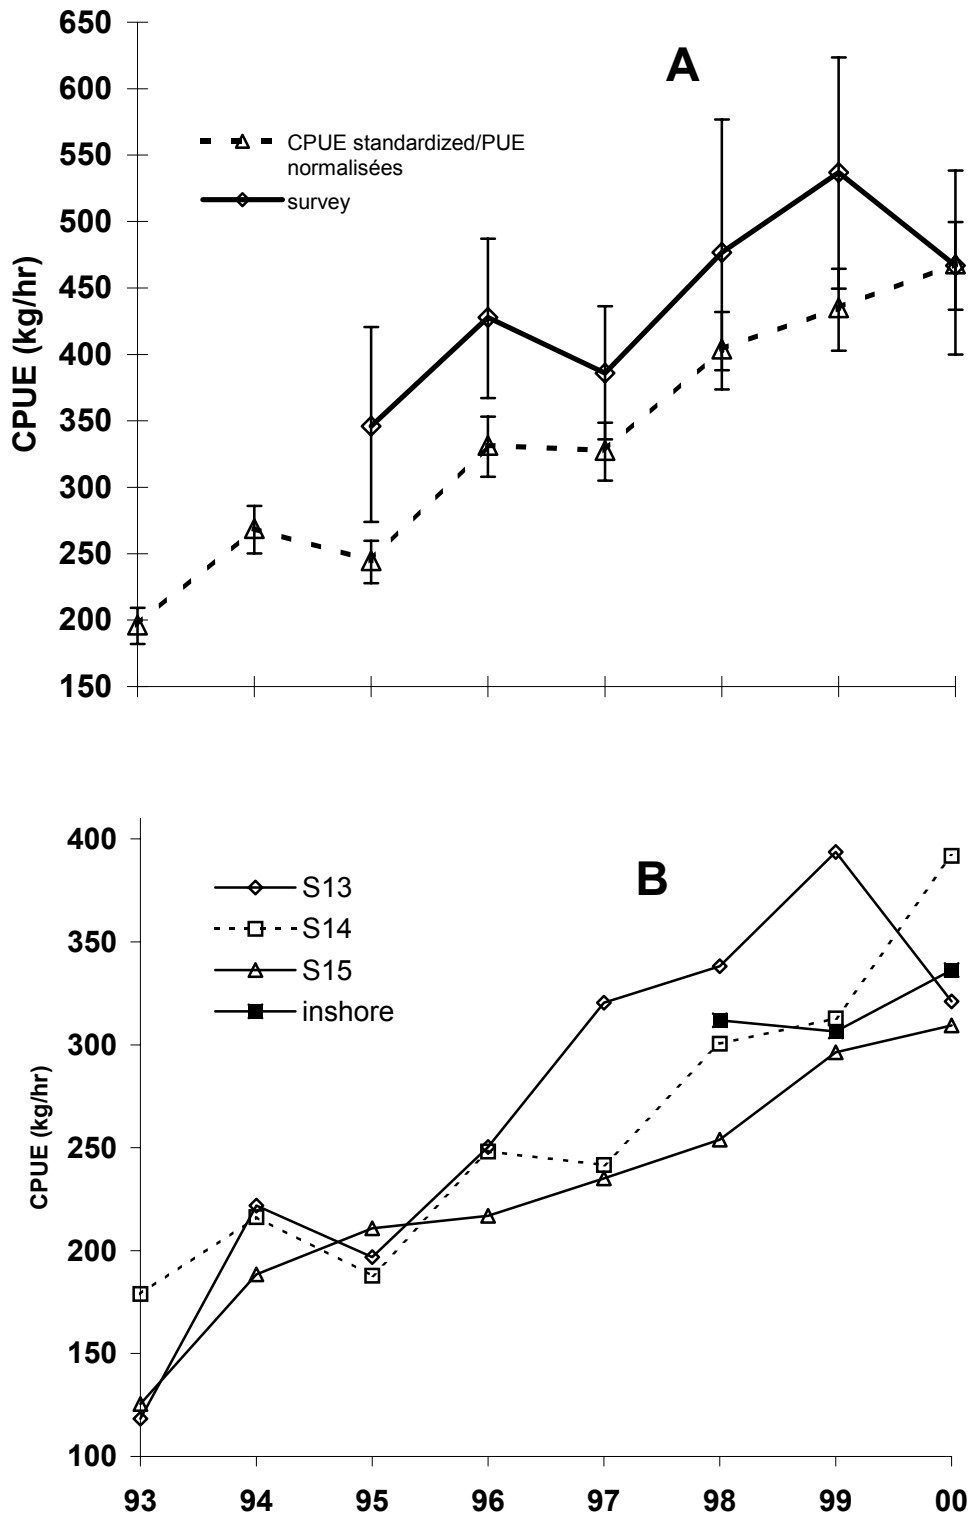 650
600
550
500
450
400
350
300
250
200
150
CPUE (kg/hr)
A
CPUE standardized/PUE
normalisées
survey
400
350
300
250
200
150
100
CPUE (kg/hr)
B
S13
S14
S15
inshore
93 94 95 96 97 98 99 00